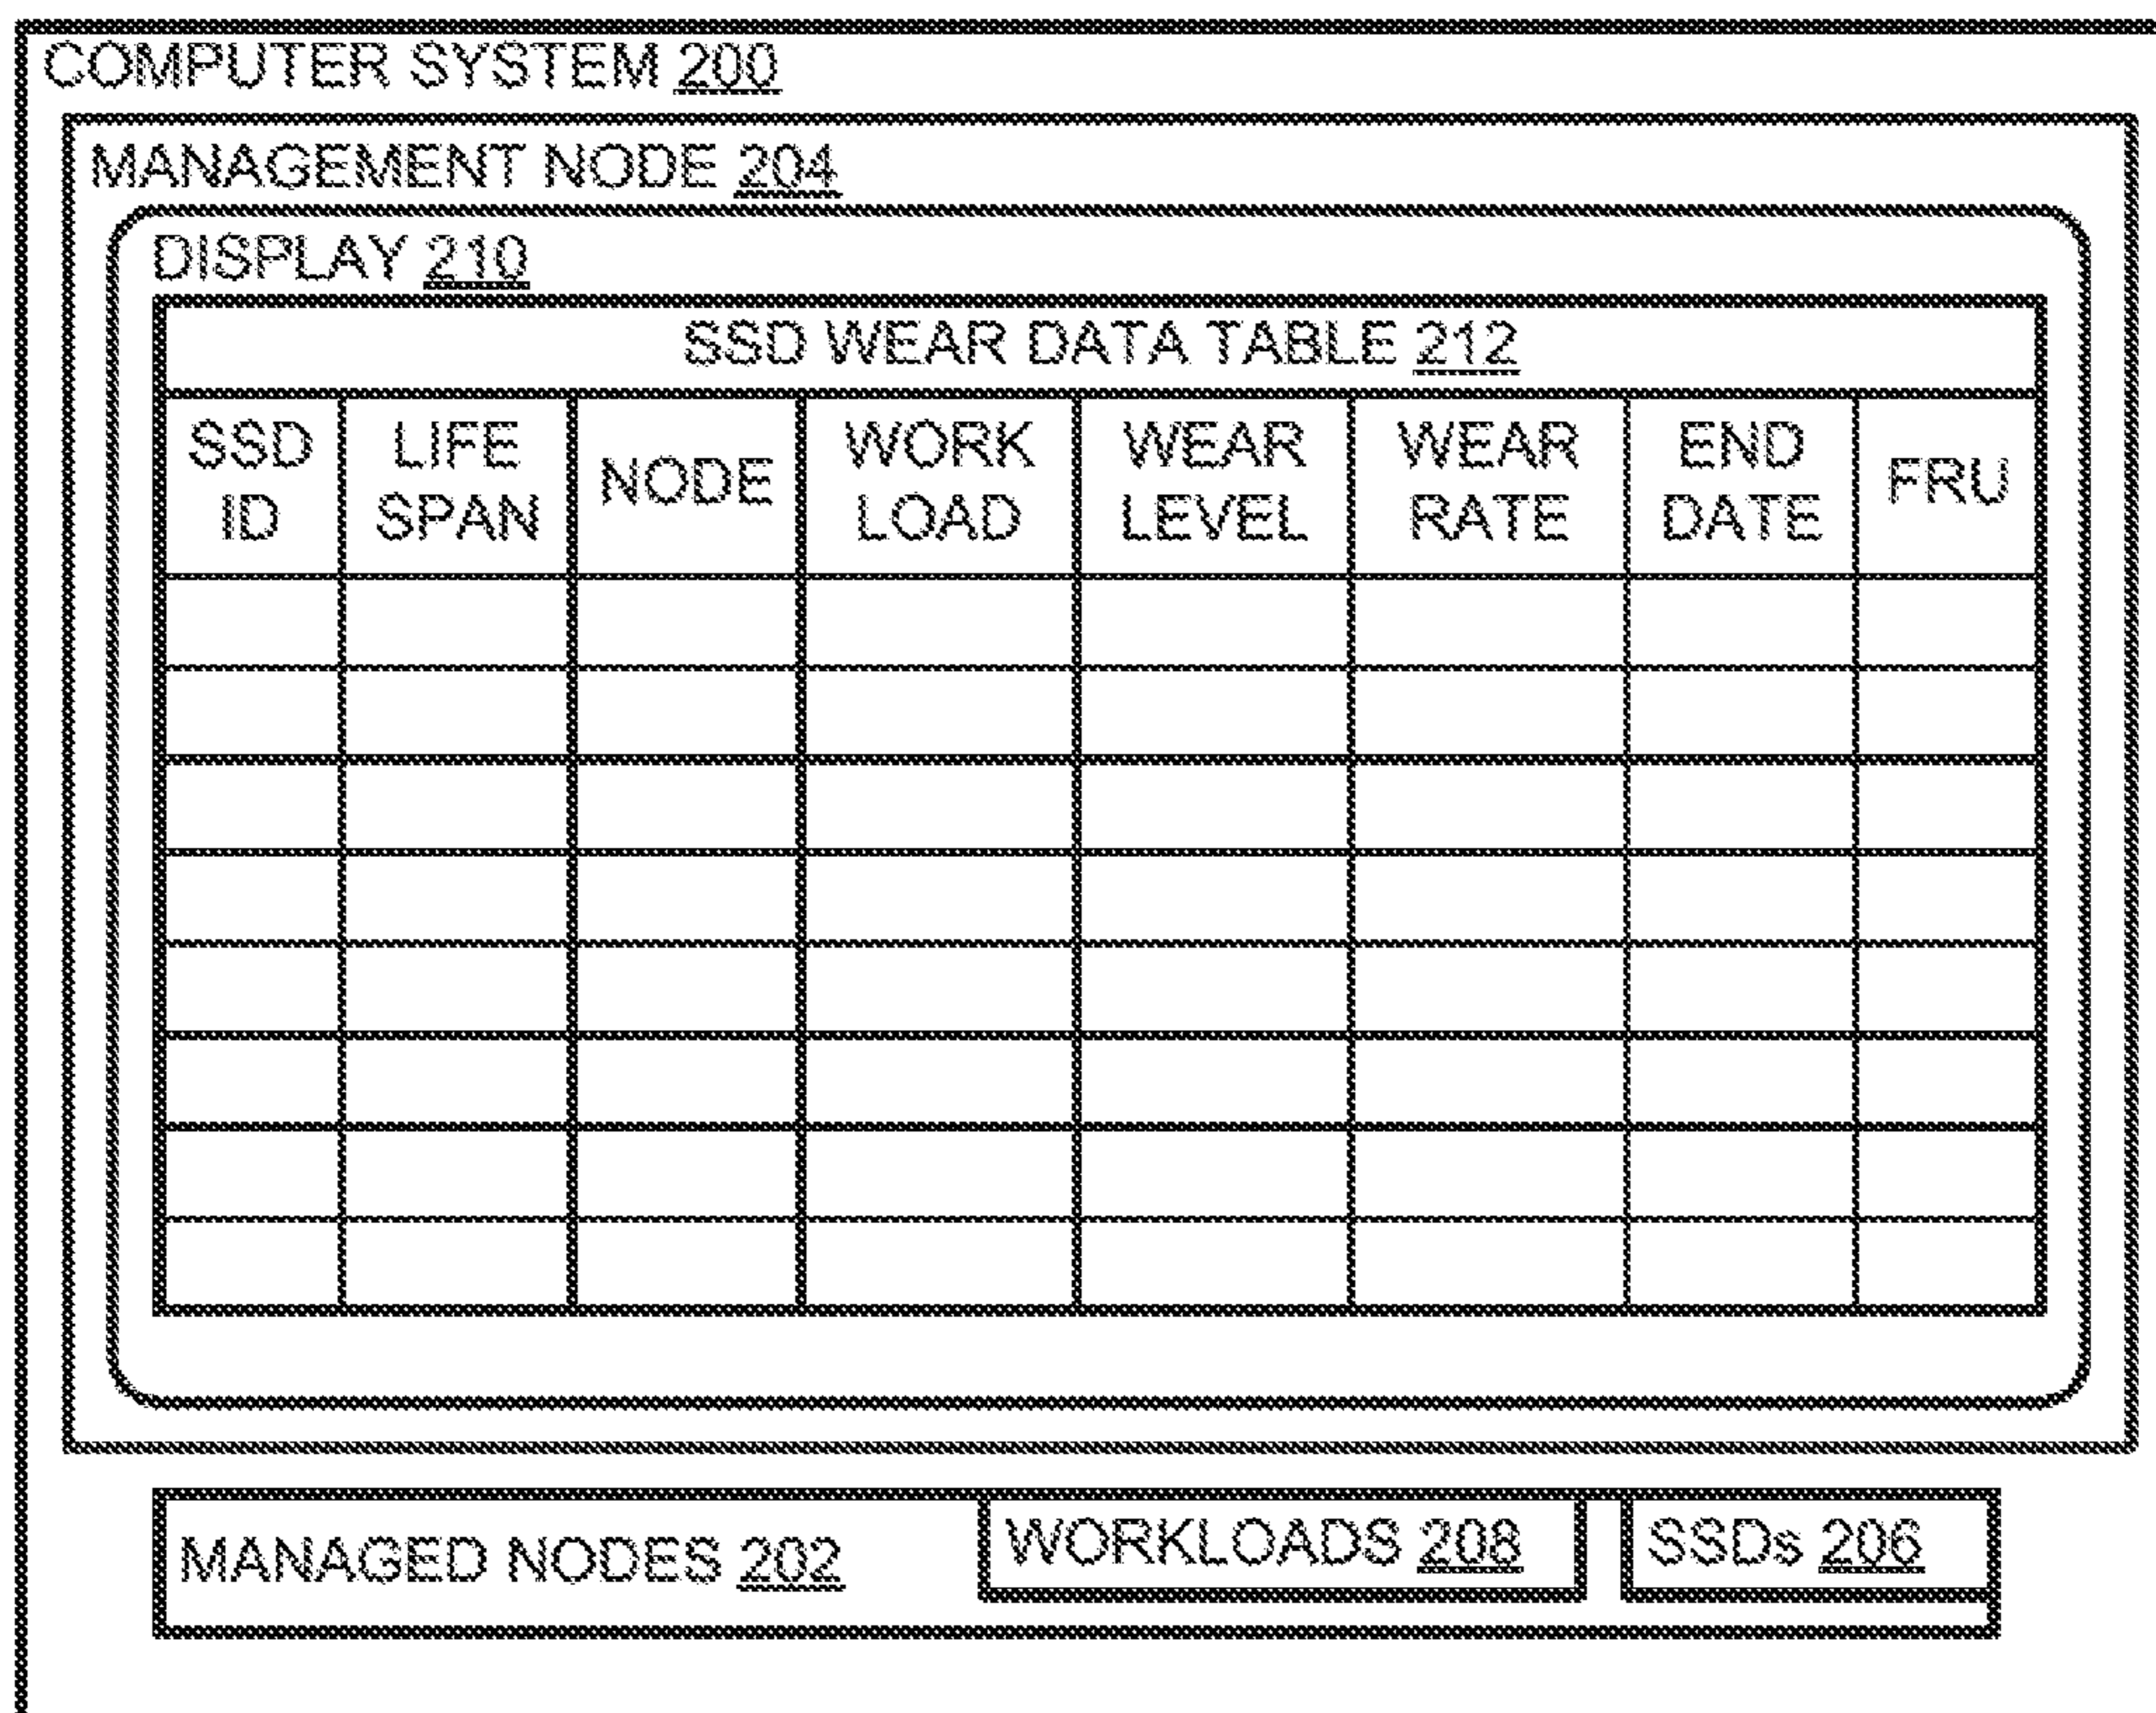 COMPUTER SYSTEM 200
MANAGEMENT NODE 204
DISPLAY 210
SSD WEAR DATA TABLE 212
SSD ID
LIFE SPAN
NODE
WORK LOAD
WEAR LEVEL
WEAR RATE
END DATE
FRU
MANAGED NODES 202
WORKLOADS 208
SSDs 206